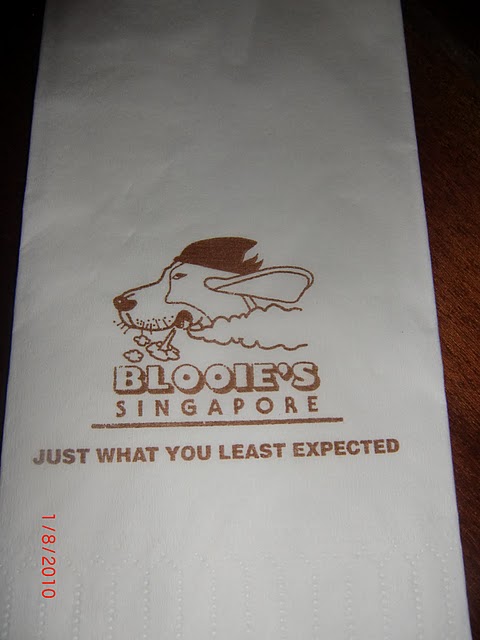 BLOOIE'S
SINGAPORE
JUST WHAT YOU LEAST EXPECTED
1/8/2010